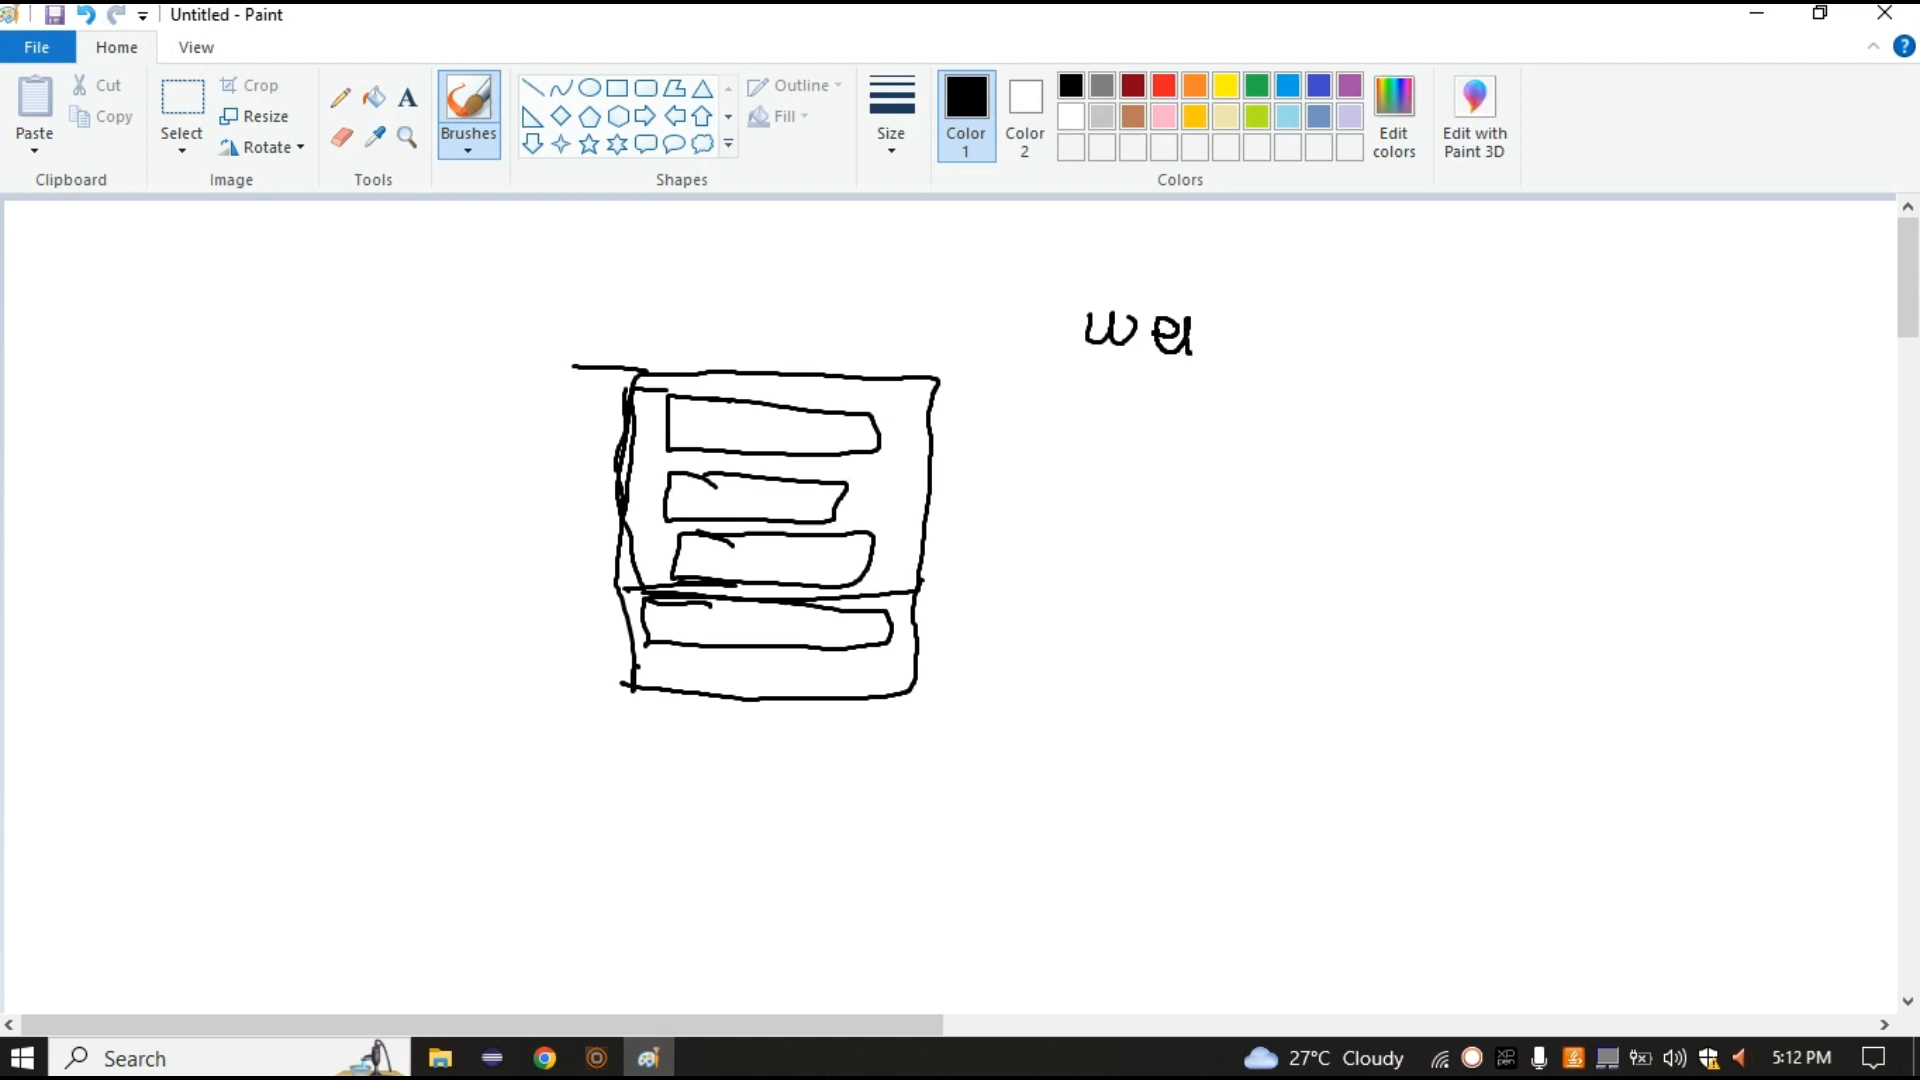 Untitled - Paint
File Home View
Paste
Cut
Copy
Clipboard
Select
Crop
Resize
Rotate
Image
Tools
Brushes
Shapes
Outline
Fill
Size
Color 1
Color 2
Colors
Edit colors
Edit with Paint 3D
Search
27°C Cloudy
5:12 PM